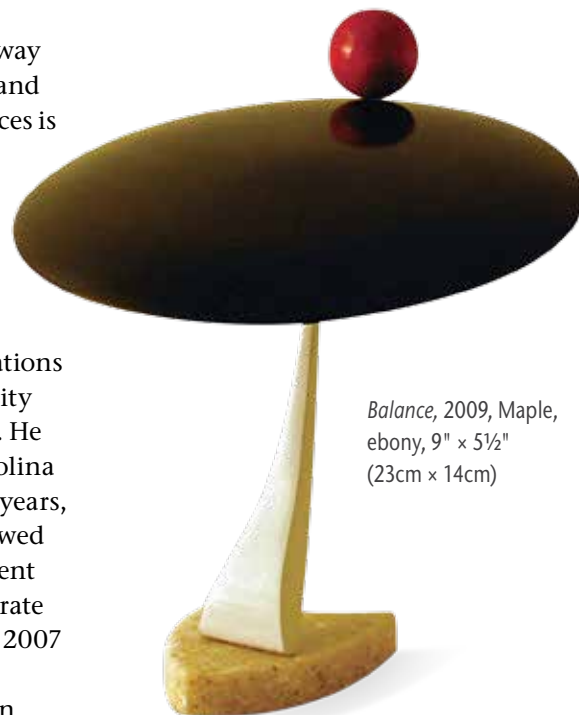 way
and
ces is
ations
ity
. He
olina
years,
wed
ent
rate
2007
n
Balance, 2009, Maple,
ebony, 9" × 5½"
(23cm × 14cm)